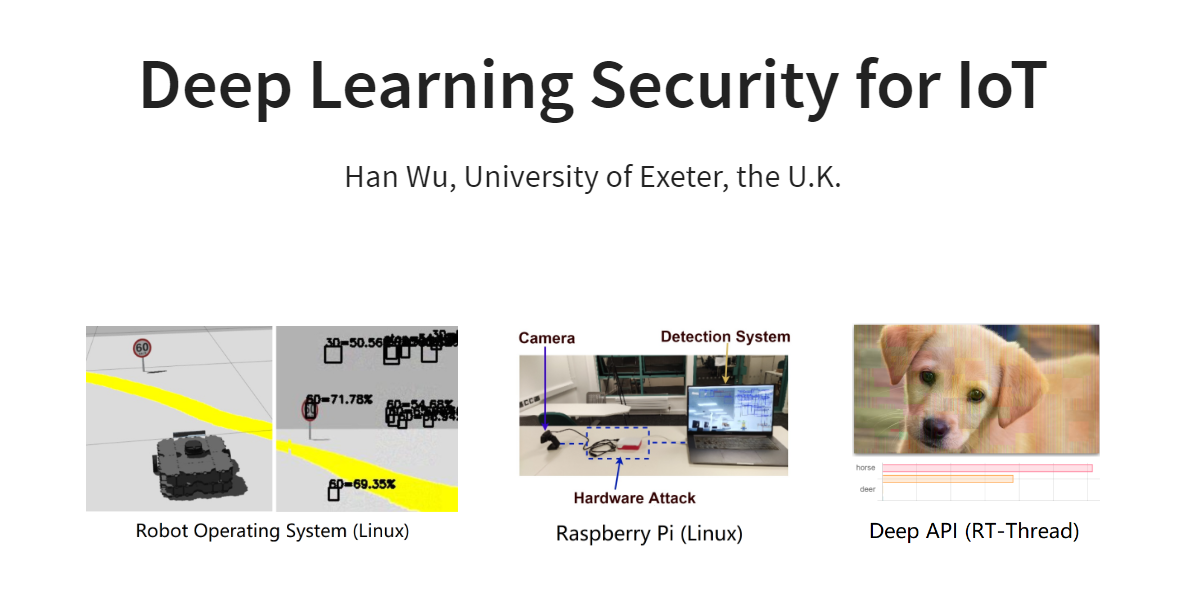 Deep Learning Security for IoT
Han Wu, University of Exeter, the U.K.
60
30=50.56
60=71.78%
60=54.68%
60
60=69.35%
Robot Operating System (Linux)
Camera
Detection System
Hardware Attack
Raspberry Pi (Linux)
horse
deer
Deep API (RT-Thread)